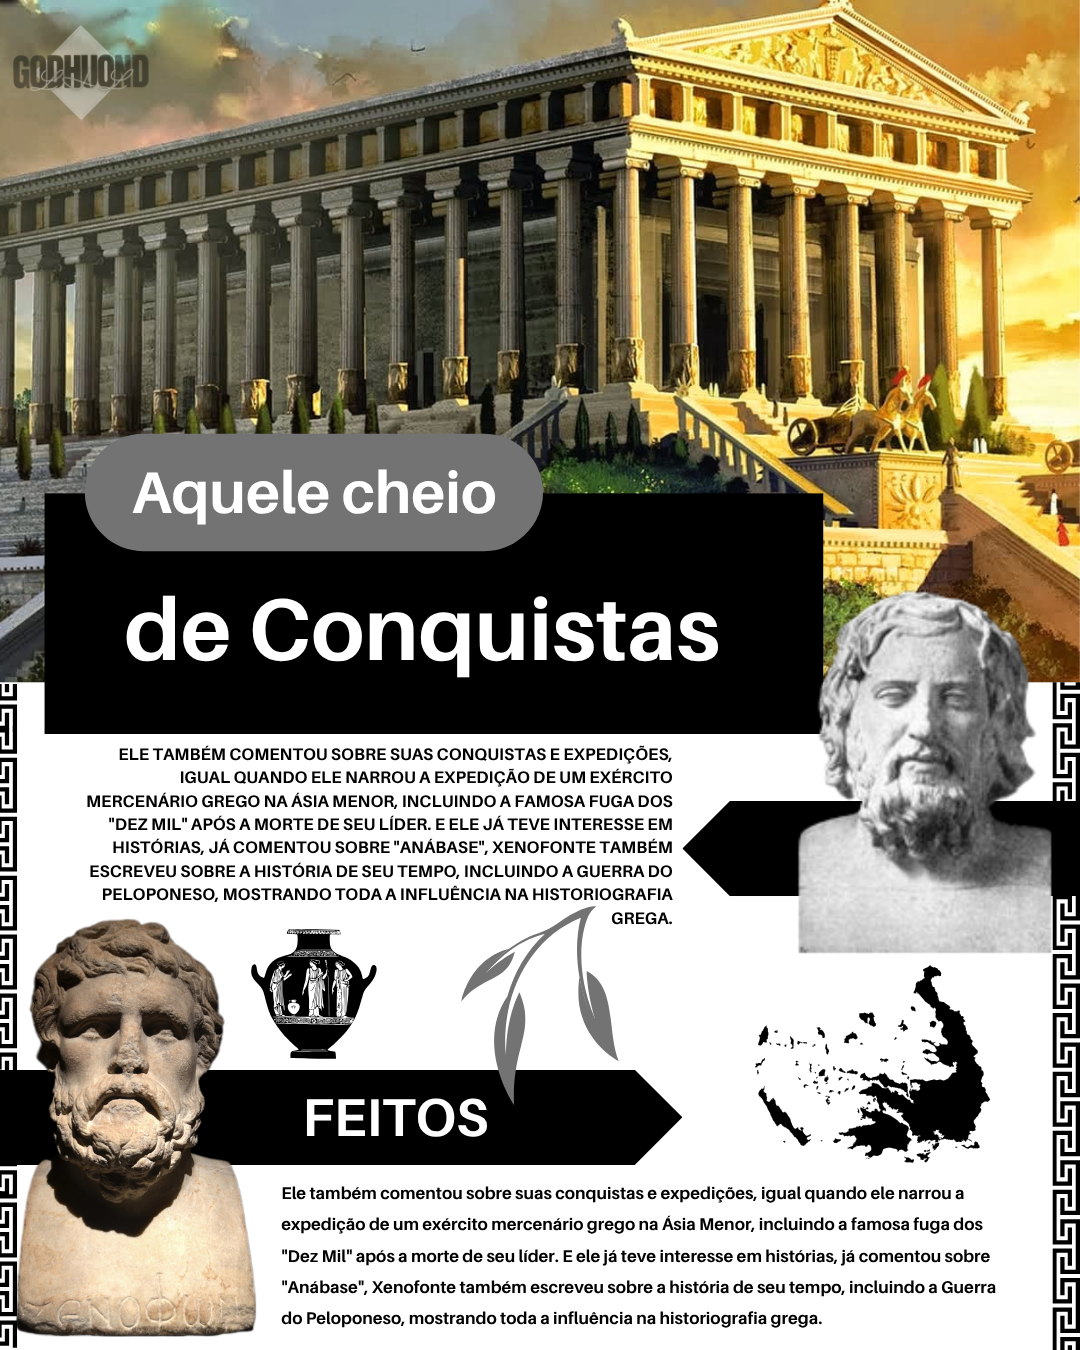 GODHUOND
Aquele cheio
de Conquistas
ELE TAMBÉM COMENTOU SOBRE SUAS CONQUISTAS E EXPEDIÇÕES,
IGUAL QUANDO ELE NARROU A EXPEDIÇÃO DE UM EXÉRCITO
MERCENÁRIO GREGO NA ÁSIA MENOR, INCLUINDO A FAMOSA FUGA DOS
"DEZ MIL" APÓS A MORTE DE SEU LÍDER. E ELE JÁ TEVE INTERESSE EM
HISTÓRIAS, JÁ COMENTOU SOBRE "ANÁBASE", XENOFONTE TAMBÉM
ESCREVEU SOBRE A HISTÓRIA DE SEU TEMPO, INCLUINDO A GUERRA DO
PELOPONESO, MOSTRANDO TODA A INFLUÊNCIA NA HISTORIOGRAFIA
GREGA.
FEITOS
Ele também comentou sobre suas conquistas e expedições, igual quando ele narrou a
expedição de um exército mercenário grego na Ásia Menor, incluindo a famosa fuga dos
"Dez Mil" após a morte de seu líder. E ele já teve interesse em histórias, já comentou sobre
"Anábase", Xenofonte também escreveu sobre a história de seu tempo, incluindo a Guerra
do Peloponeso, mostrando toda a influência na historiografia grega.